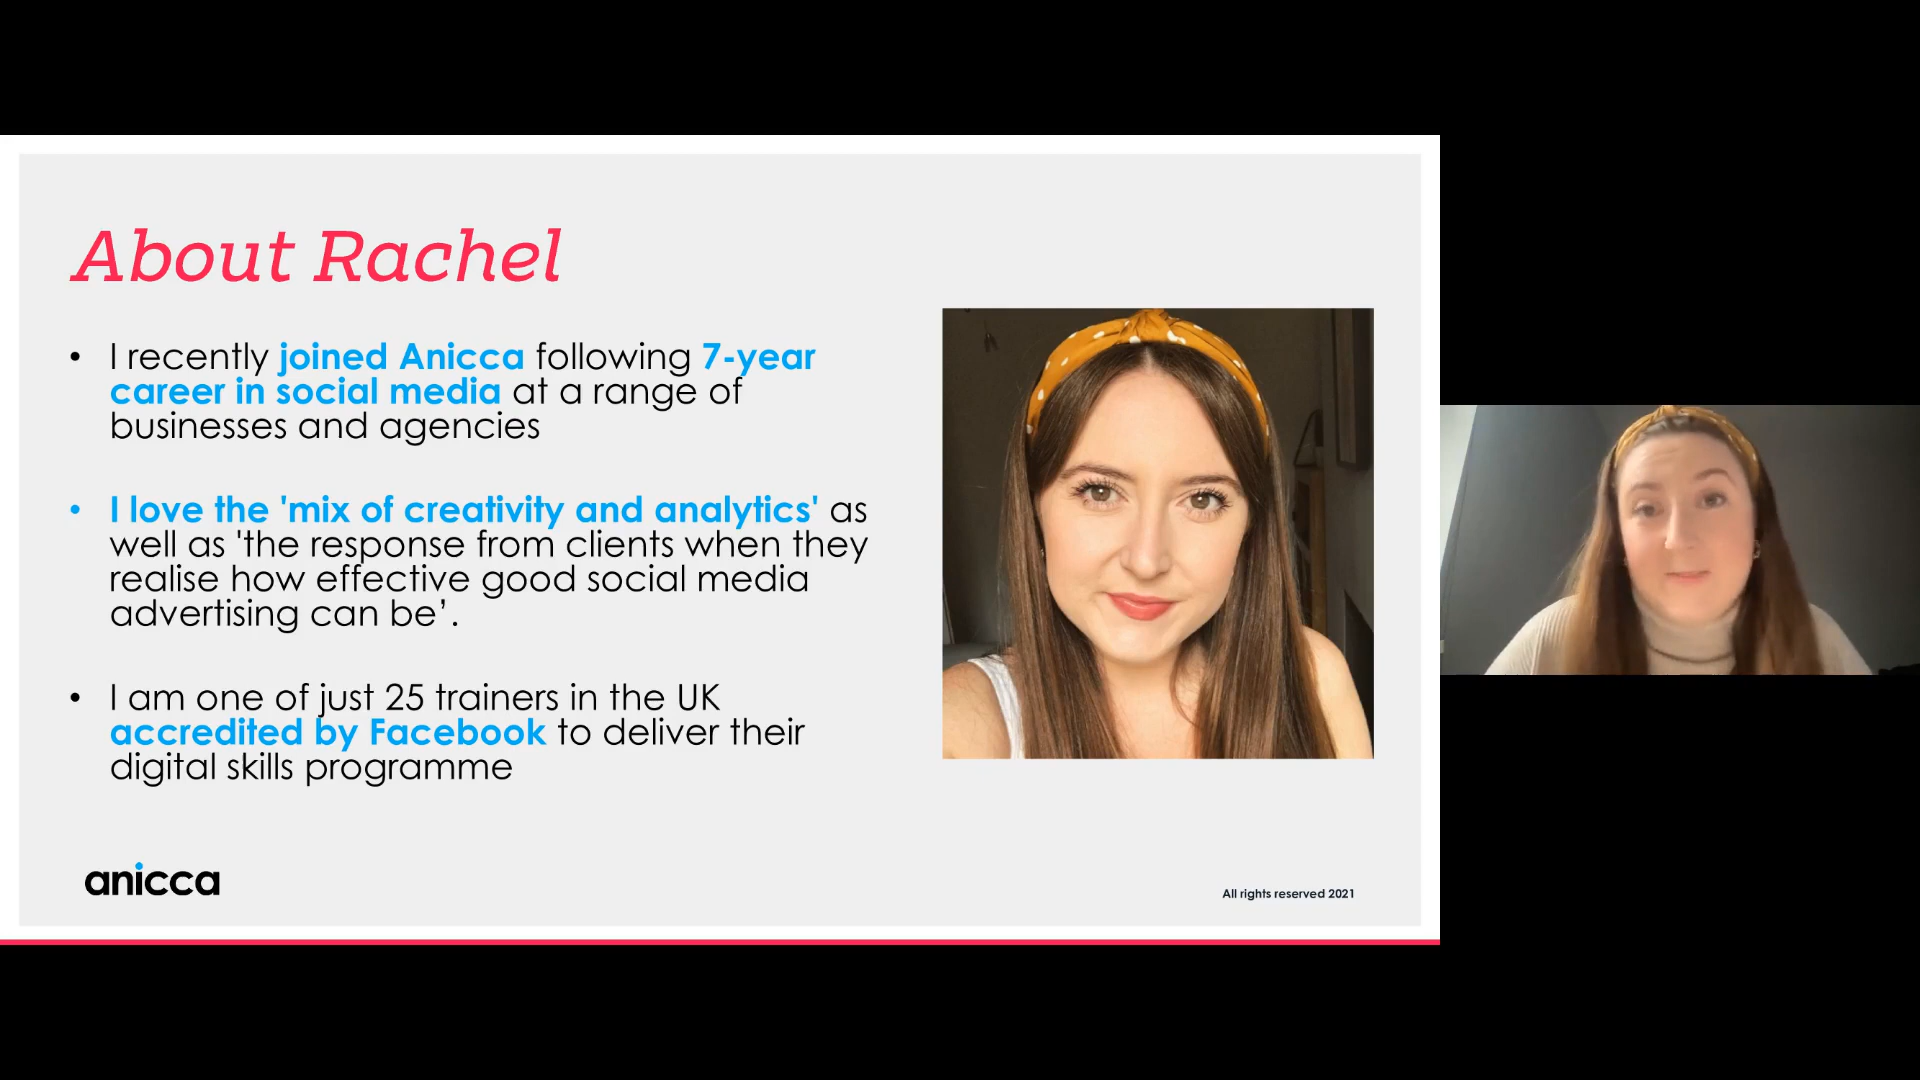 About Rachel
• I recently joined Anicca following 7-year
career in social media at a range of
businesses and agencies
• I love the 'mix of creativity and analytics' as
well as 'the response from clients when they
realise how effective good social media
advertising can be’.
• I am one of just 25 trainers in the UK
accredited by Facebook to deliver their
digital skills programme
anicca
All rights reserved 2021